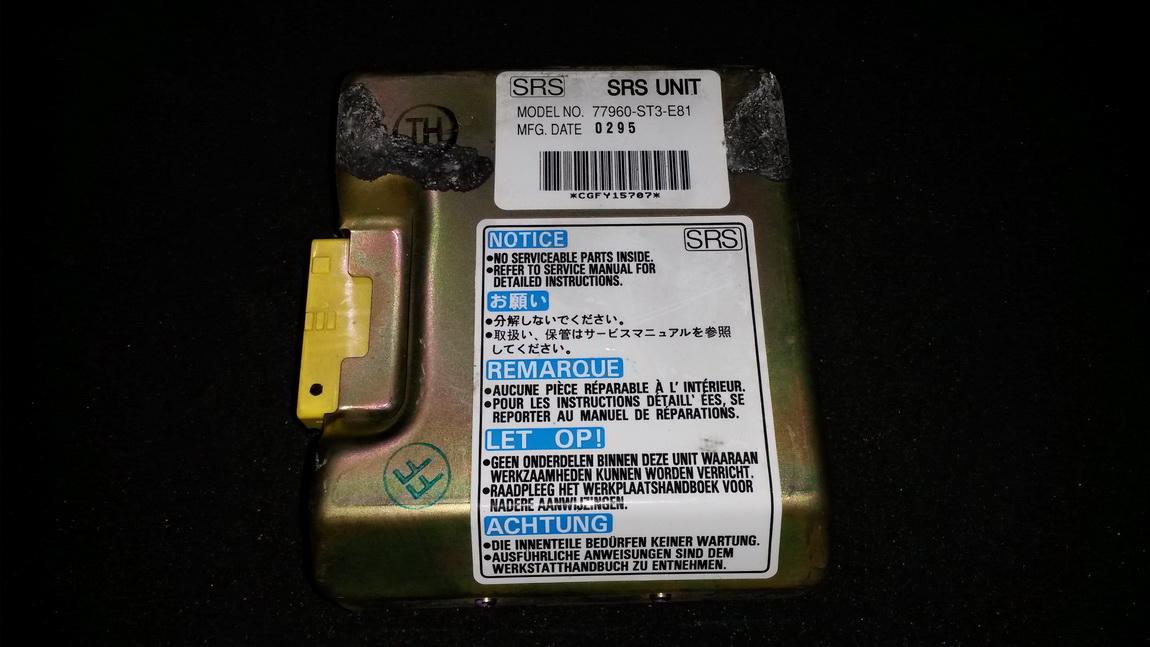 TH
SRS SRS UNIT
MODEL NO. 77960-ST3-E81
MFG. DATE 0295
*CGFY15707*
NOTICE SRS
●NO SERVICEABLE PARTS INSIDE.
●REFER TO SERVICE MANUAL FOR
DETAILED INSTRUCTIONS.
お願い
●分解しないでください。
●取扱い、保管はサービスマニュアルを参照
してください。
REMARQUE
●AUCUNE PIÈCE RÉPARABLE À L' INTÉRIEUR.
●POUR LES INSTRUCTIONS DÉTAILL' ÉES, SE
REPORTER AU MANUEL DE RÉPARATIONS.
LET OP!
●GEEN ONDERDELEN BINNEN DEZE UNIT WAARAAN
WERKZAAMHEDEN KUNNEN WORDEN VERRICHT.
●RAADPLEEG HET WERKPLAATSHANDBOEK VOOR
NADERE AANWIJZINGEN.
ACHTUNG
●DIE INNENTEILE BEDÜRFEN KEINER WARTUNG.
●AUSFÜHRLICHE ANWEISUNGEN SIND DEM
WERKSTATTHANDBUCH ZU ENTNEHMEN.
FF